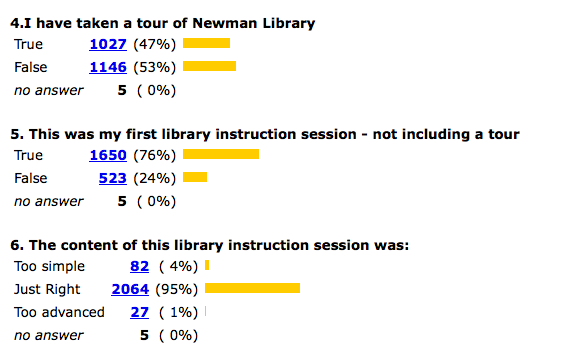 4.I have taken a tour of Newman Library
True 1027 (47%)
False 1146 (53%)
no answer 5 ( 0%)
5. This was my first library instruction session - not including a tour
True 1650 (76%)
False 523 (24%)
no answer 5 ( 0%)
6. The content of this library instruction session was:
Too simple 82 ( 4%)
Just Right 2064 (95%)
Too advanced 27 ( 1%)
no answer 5 ( 0%)